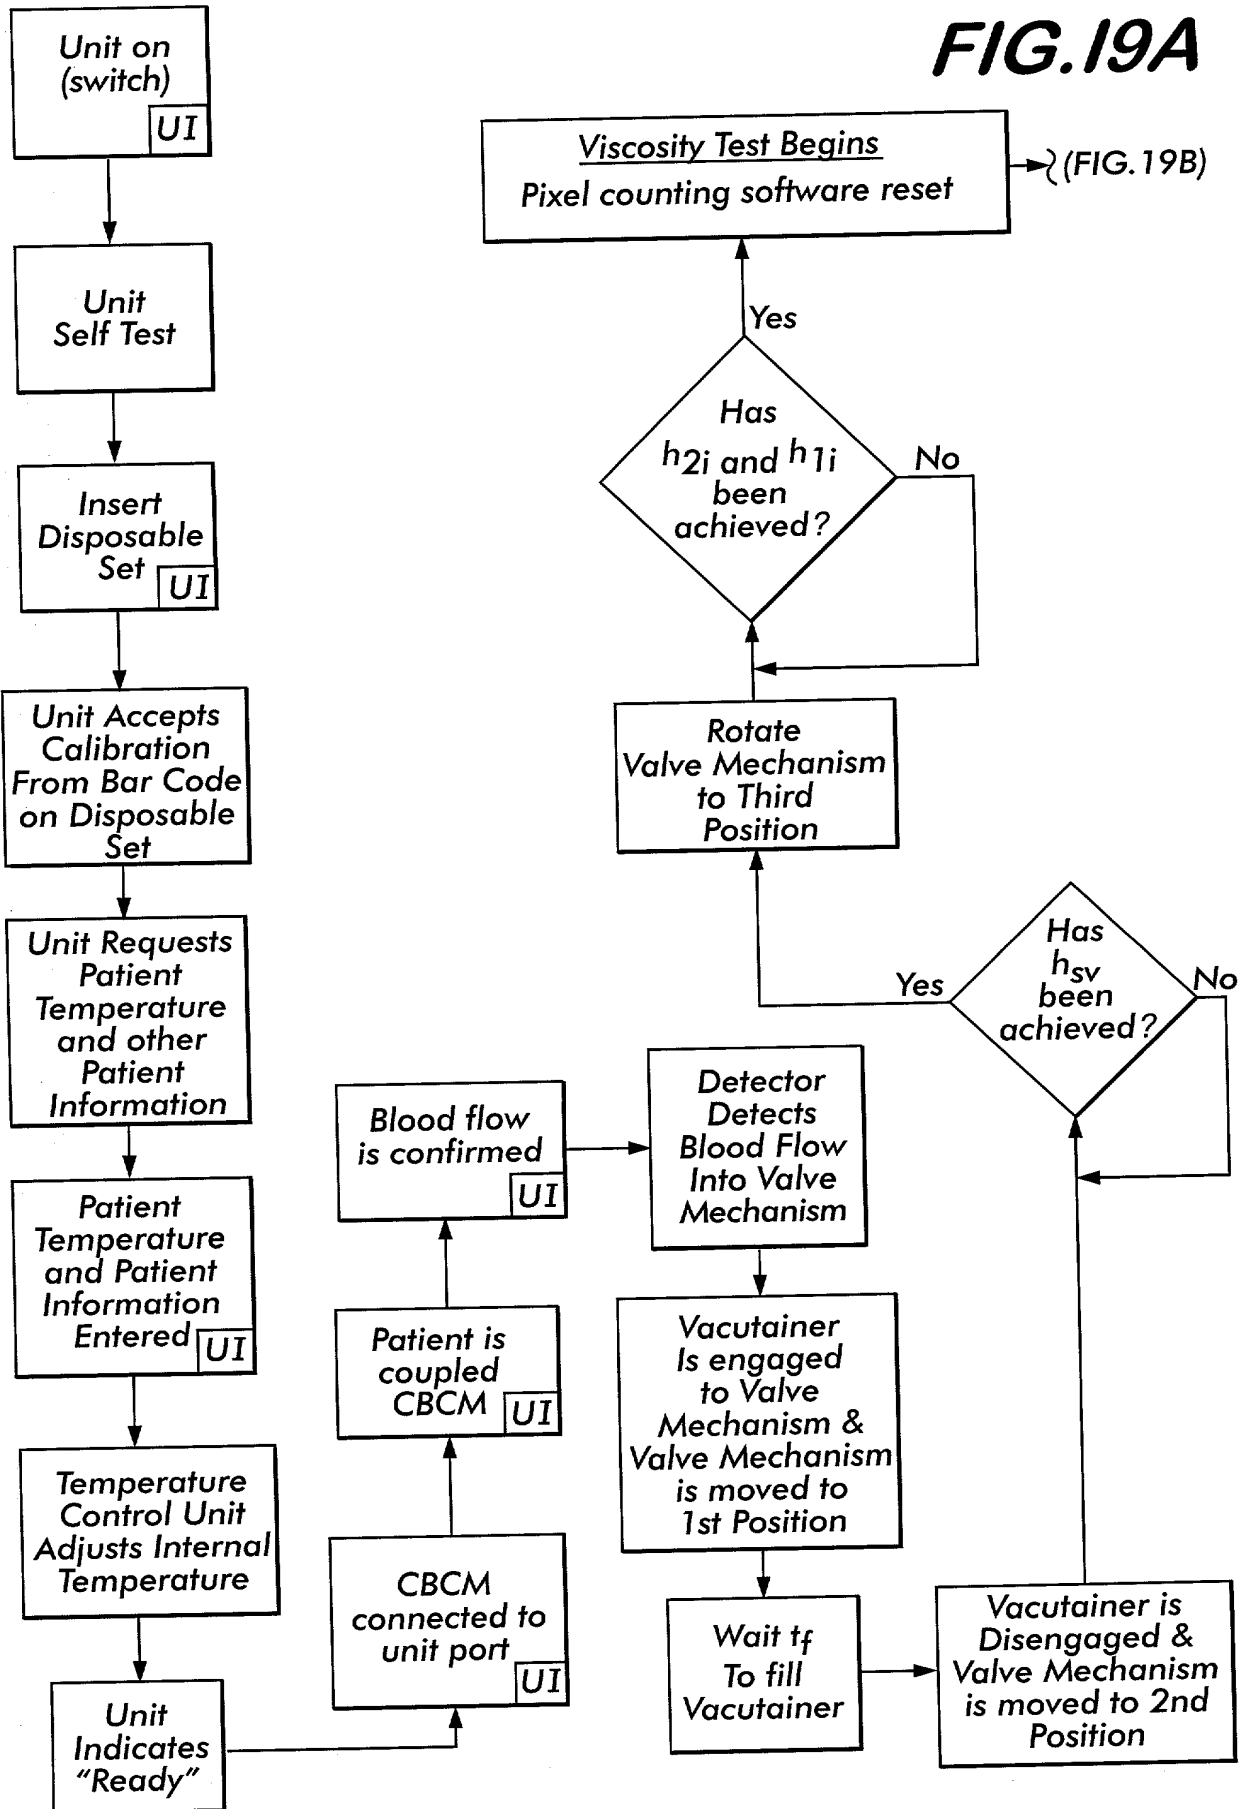 FIG.19A
Unit on
(switch)
UI
Unit
Self Test
Insert
Disposable
Set
UI
Unit Accepts
Calibration
From Bar Code
on Disposable
Set
Unit Requests
Patient
Temperature
and other
Patient
Information
Patient
Temperature
and Patient
Information
Entered
UI
Temperature
Control Unit
Adjusts Internal
Temperature
Unit
Indicates
"Ready"
CBCM
connected to
unit port
UI
Patient is
coupled
CBCM
UI
Blood flow
is confirmed
UI
Detector
Detects
Blood Flow
Into Valve
Mechanism
Vacutainer
Is engaged
to Valve
Mechanism &
Valve Mechanism
is moved to
1st Position
Wait tf
To fill
Vacutainer
Vacutainer is
Disengaged &
Valve Mechanism
is moved to 2nd
Position
Has
hsv
been
achieved?
No
Yes
Rotate
Valve Mechanism
to Third
Position
Has
h2i and h1i
been
achieved?
No
Yes
Viscosity Test Begins
Pixel counting software reset
(FIG.19B)